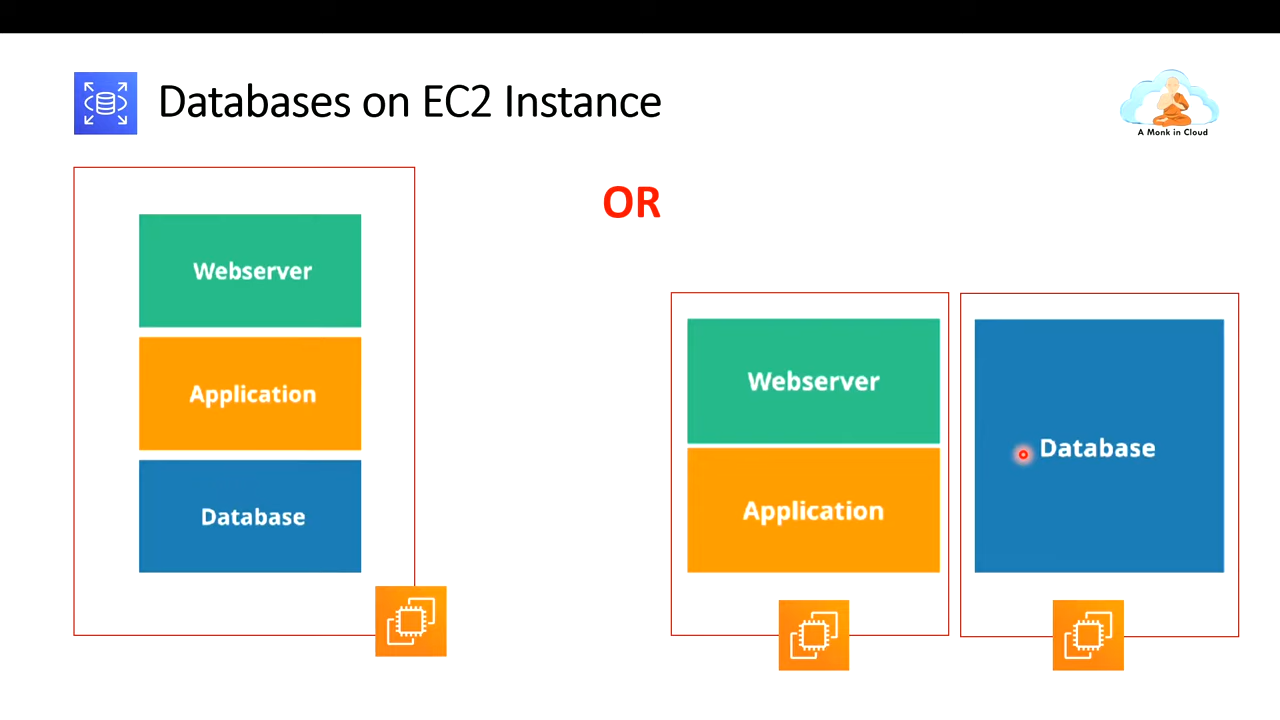 Databases on EC2 Instance
A Monk in Cloud
OR
Webserver
Application
Database
Webserver
Application
Database